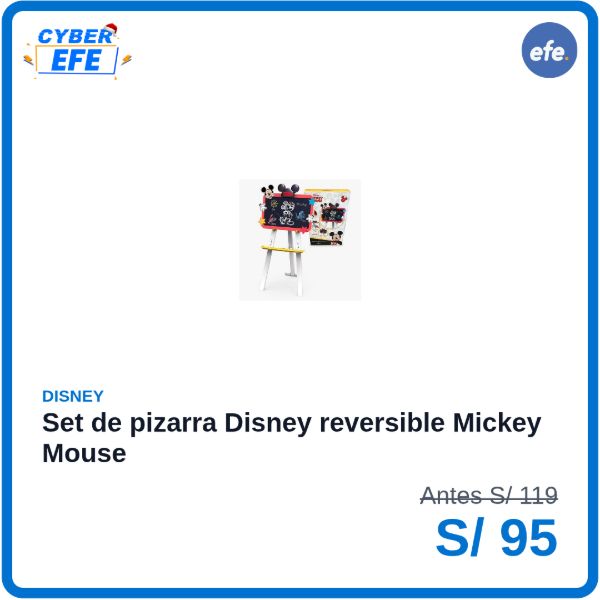 CYBER
EFE
efe.
DISNEY
Set de pizarra Disney reversible Mickey
Mouse
Antes S/ 119
S/ 95